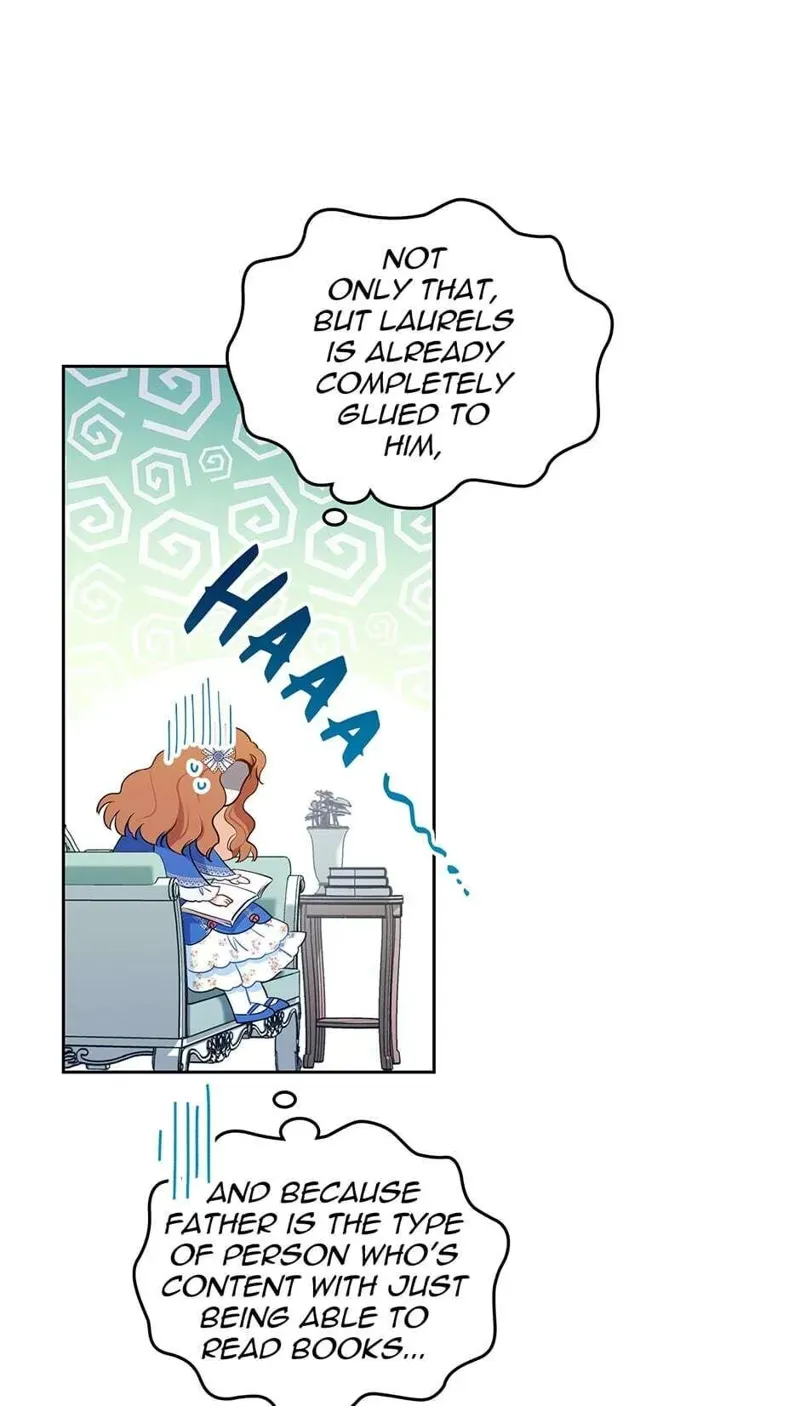 NOT
ONLY THAT,
BUT LAURELS
IS ALREADY
COMPLETELY
GLUED TO
HIM,
HAAA
AND BECAUSE
FATHER IS THE TYPE
OF PERSON WHO'S
CONTENT WITH JUST
BEING ABLE TO
READ BOOKS...